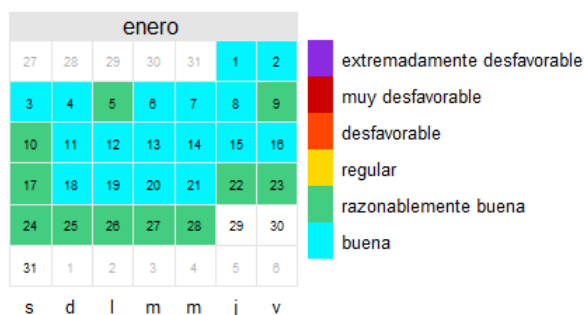 enero
27 28 29 30 31 1 2
3 4 5 6 7 8 9
10 11 12 13 14 15 16
17 18 19 20 21 22 23
24 25 26 27 28 29 30
31 1 2 3 4 5 6
s d l m m j v
extremadamente desfavorable
muy desfavorable
desfavorable
regular
razonablemente buena
buena